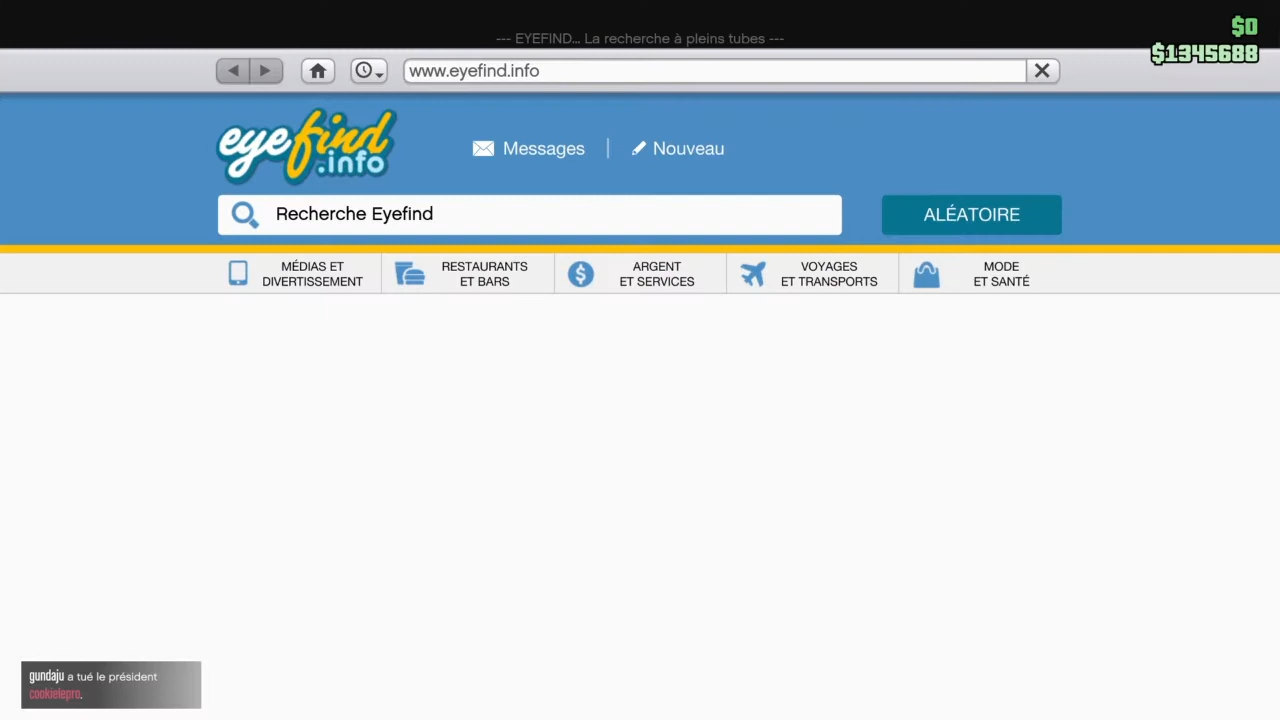 $0
--- EYEFIND... La recherche à pleins tubes ---
$1345688
www.eyefind.info
eyefind
.info
Messages
Nouveau
Recherche Eyefind
ALÉATOIRE
MÉDIAS ET
DIVERTISSEMENT
RESTAURANTS
ET BARS
ARGENT
ET SERVICES
VOYAGES
ET TRANSPORTS
MODE
ET SANTÉ
gundaju a tué le président
cookielepro.